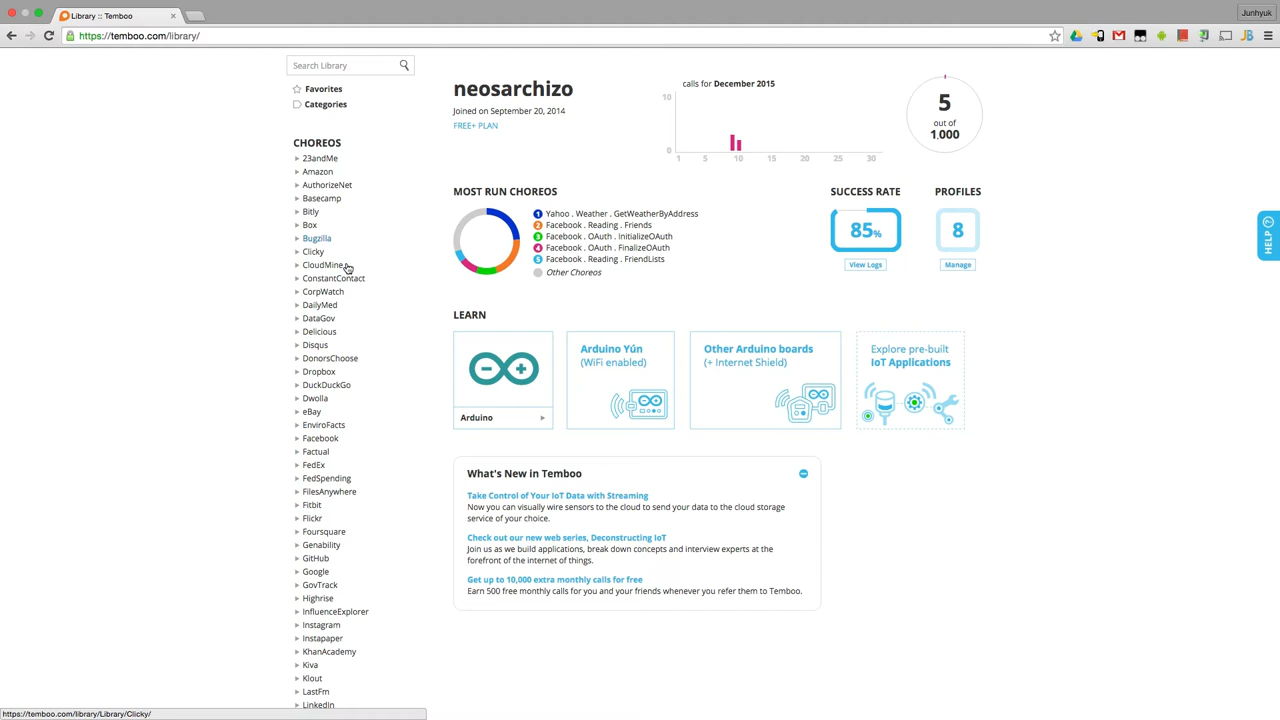 Library :: Temboo
Junhyuk
https://temboo.com/library/
Search Library
Favorites
Categories
CHOREOS
23andMe
Amazon
AuthorizeNet
Basecamp
Bitly
Box
Bugzilla
Clicky
CloudMine
ConstantContact
CorpWatch
DailyMed
DataGov
Delicious
Disqus
DonorsChoose
Dropbox
DuckDuckGo
Dwolla
eBay
EnviroFacts
Facebook
Factual
FedEx
FedSpending
FilesAnywhere
Fitbit
Flickr
Foursquare
Genability
GitHub
Google
GovTrack
Highrise
InfluenceExplorer
Instagram
Instapaper
KhanAcademy
Kiva
Klout
LastFm
LinkedIn
neosarchizo
Joined on September 20, 2014
FREE+ PLAN
calls for December 2015
10
0
1 5 10 15 20 25 30
5
out of
1,000
MOST RUN CHOREOS
1 Yahoo . Weather . GetWeatherByAddress
2 Facebook . Reading . Friends
3 Facebook . OAuth . InitializeOAuth
4 Facebook . OAuth . FinalizeOAuth
5 Facebook . Reading . FriendLists
Other Choreos
SUCCESS RATE
85%
View Logs
PROFILES
8
Manage
HELP ?
LEARN
Arduino
Arduino Yún
(WiFi enabled)
Other Arduino boards
(+ Internet Shield)
Explore pre-built
IoT Applications
What's New in Temboo
Take Control of Your IoT Data with Streaming
Now you can visually wire sensors to the cloud to send your data to the cloud storage
service of your choice.
Check out our new web series, Deconstructing IoT
Join us as we build applications, break down concepts and interview experts at the
forefront of the internet of things.
Get up to 10,000 extra monthly calls for free
Earn 500 free monthly calls for you and your friends whenever you refer them to Temboo.
https://temboo.com/library/Library/Clicky/